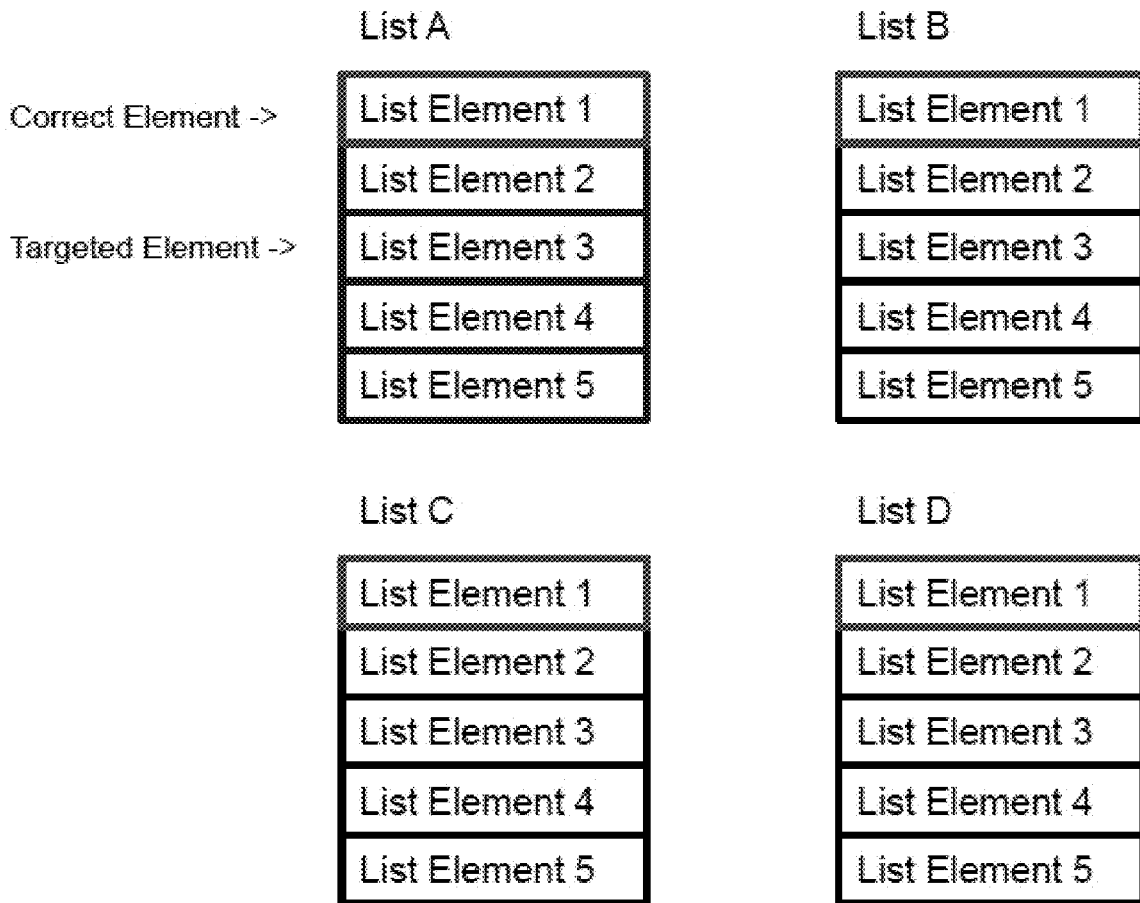 List A
List B
Correct Element ->
List Element 1
List Element 1
List Element 2
List Element 2
Targeted Element ->
List Element 3
List Element 3
List Element 4
List Element 4
List Element 5
List Element 5
List C
List D
List Element 1
List Element 1
List Element 2
List Element 2
List Element 3
List Element 3
List Element 4
List Element 4
List Element 5
List Element 5